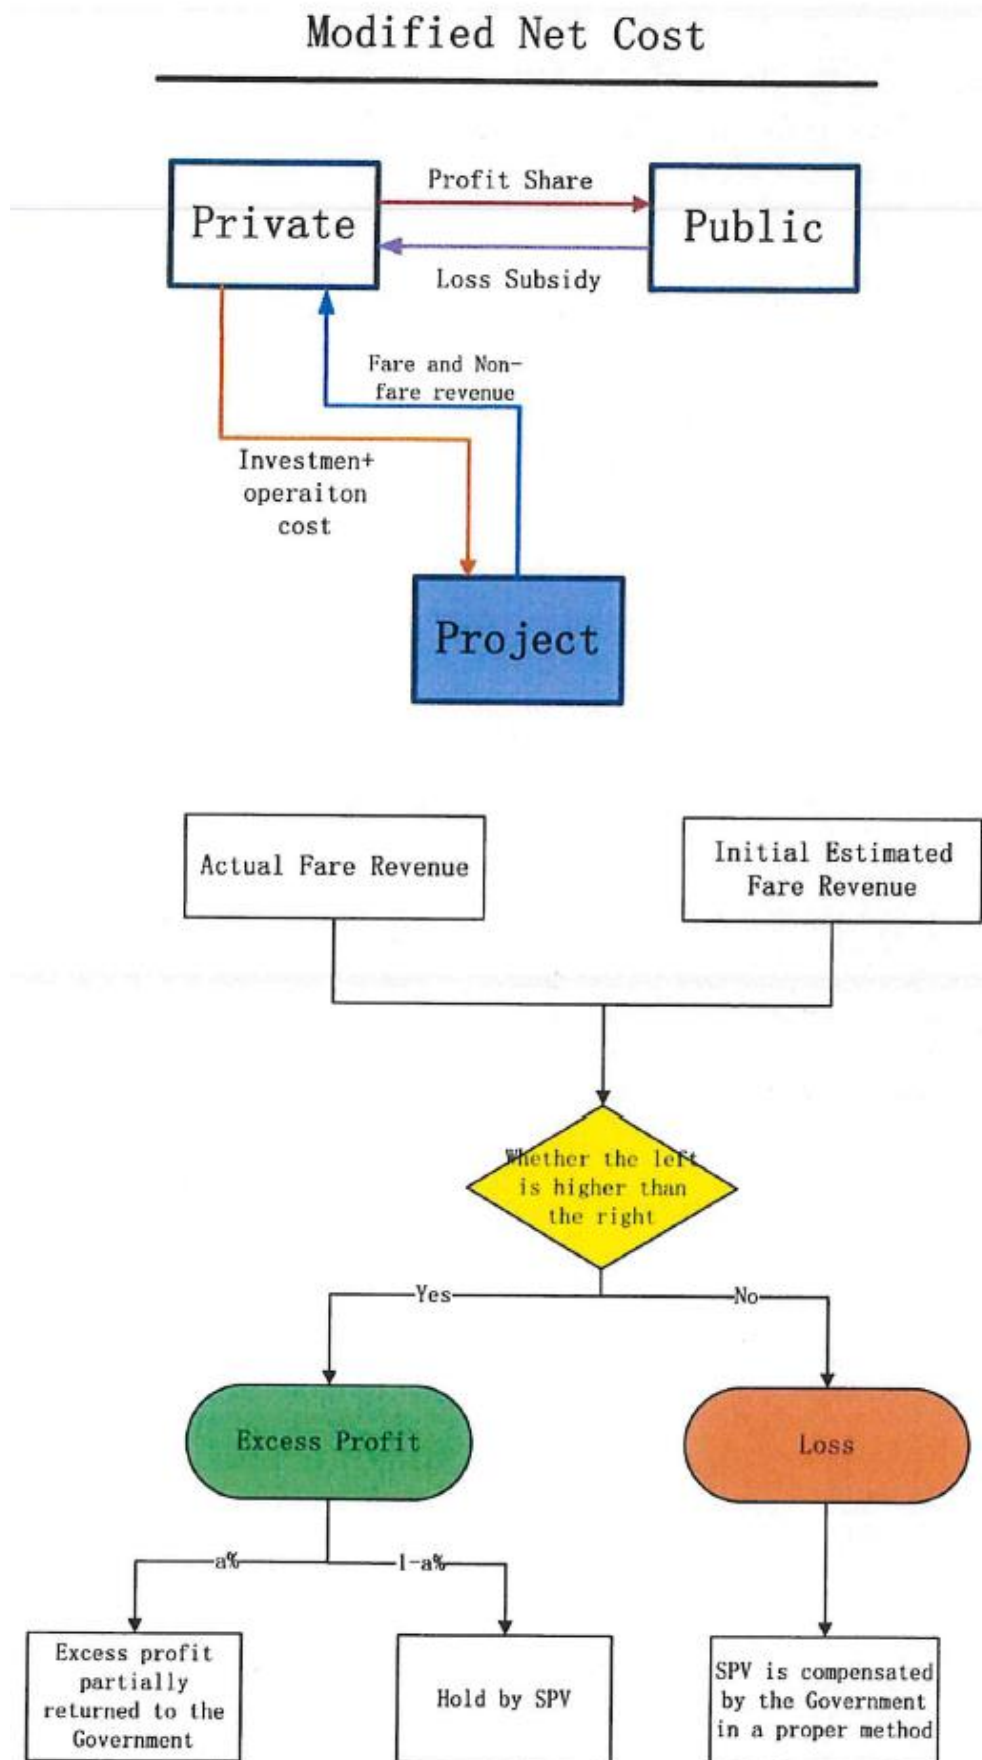 Modified Net Cost
Private
Profit Share
Public
Loss Subsidy
Fare and Non-
fare revenue
Investmen+
operaiton
cost
Project
Actual Fare Revenue
Initial Estimated
Fare Revenue
Whether the left
is higher than
the right
Yes
No
Excess Profit
Loss
a%
1-a%
Excess profit
partially
returned to the
Government
Hold by SPV
SPV is compensated
by the Government
in a proper method